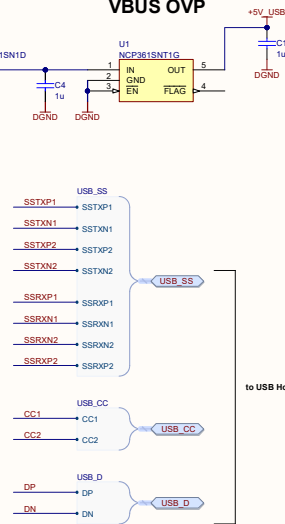 VBUS OVP
+5V_USB
1SN1D
U1
NCP361SNT1G
1 IN OUT 5
2 GND
3 EN FLAG 4
C4
1u
C1
1u
DGND
DGND
DGND
USB_SS
SSTXP1 SSTXP1
SSTXN1 SSTXN1
SSTXP2 SSTXP2
SSTXN2 SSTXN2
USB_SS
SSRXP1 SSRXP1
SSRXN1 SSRXN1
SSRXN2 SSRXN2
SSRXP2 SSRXP2
to USB Ho
USB_CC
CC1 CC1
CC2 CC2
USB_CC
USB_D
DP DP
DN DN
USB_D